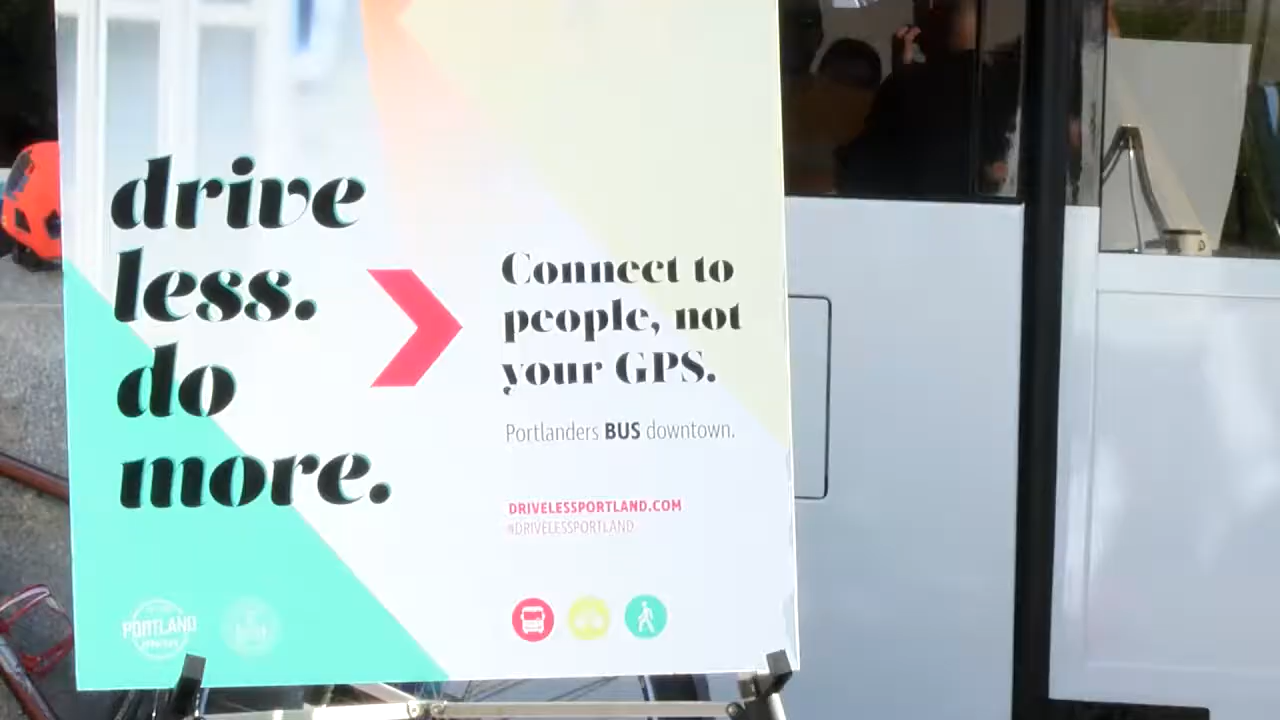 drive
less.
do
more.
Connect to
people, not
your GPS.
Portlanders BUS downtown.
DRIVELESSPORTLAND.COM
#DRIVELESSPORTLAND
PORTLAND